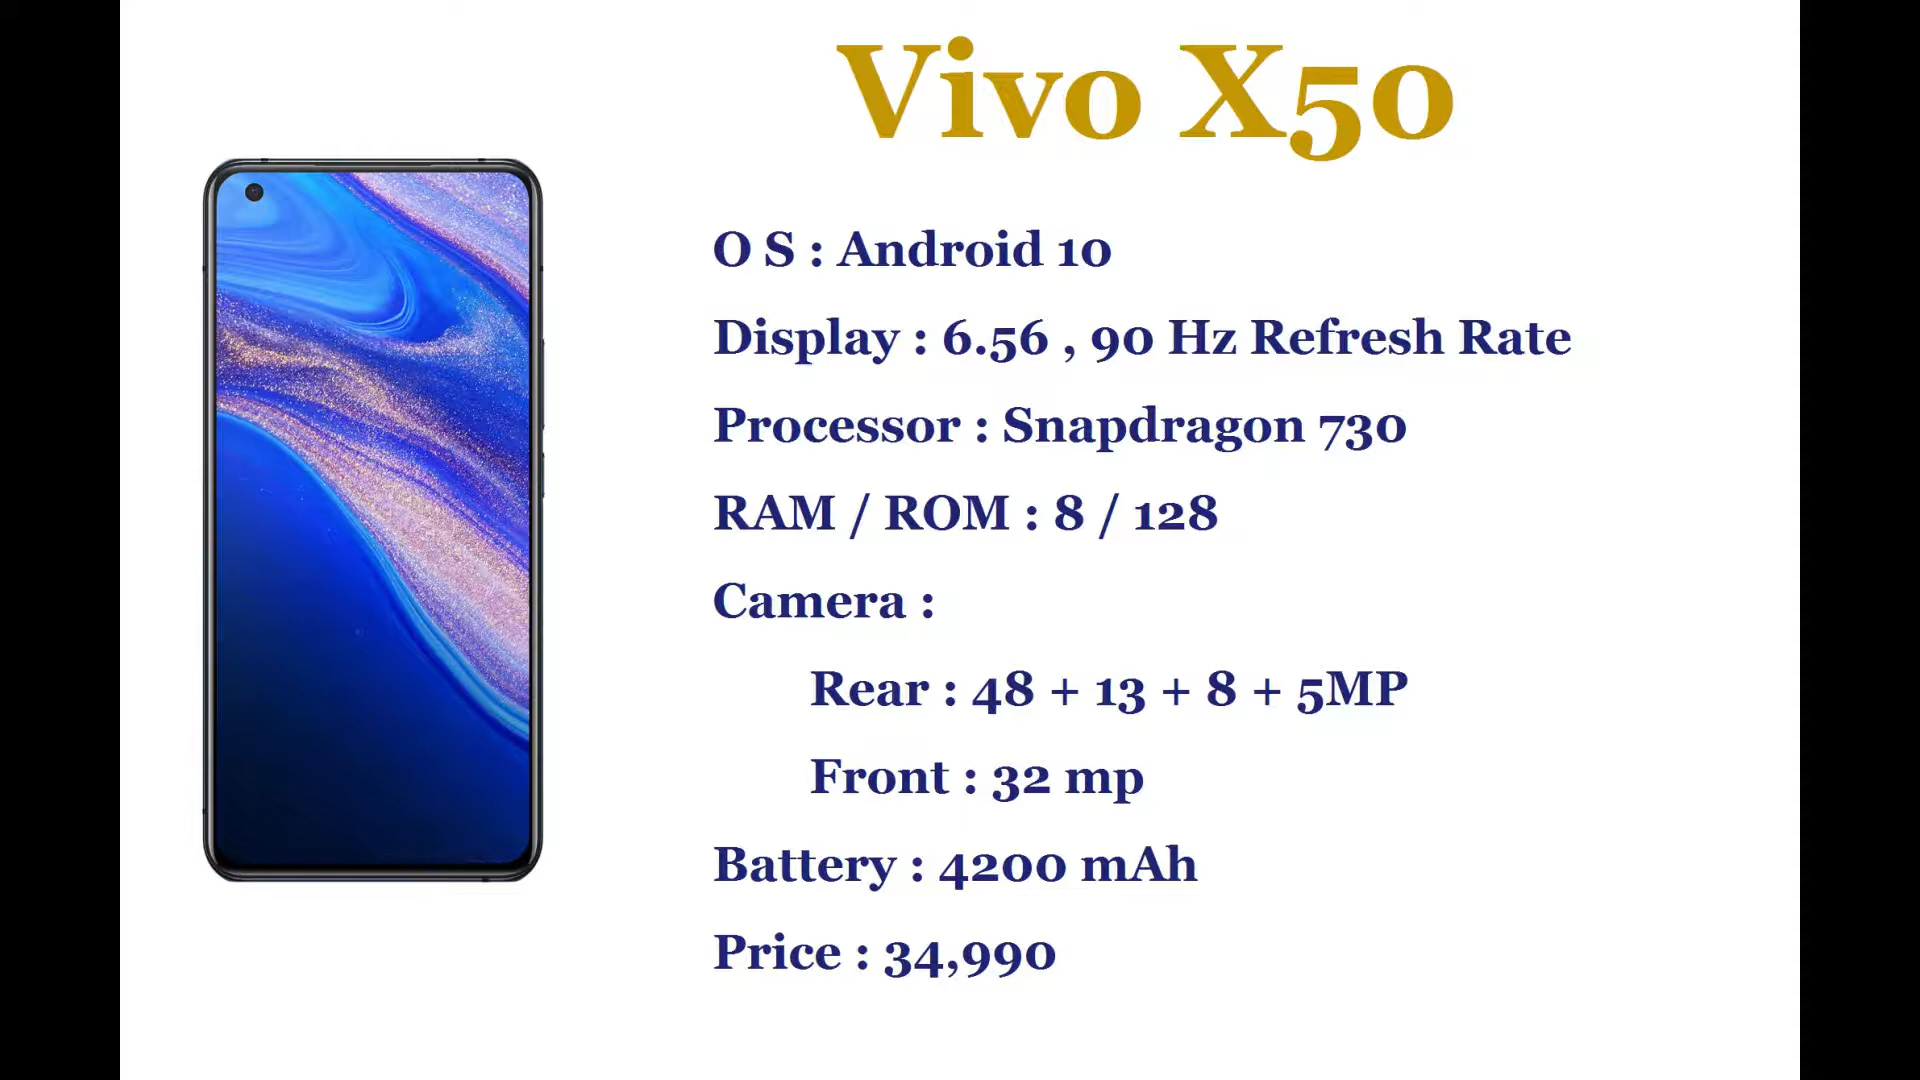 Vivo X50
O S : Android 10
Display : 6.56 , 90 Hz Refresh Rate
Processor : Snapdragon 730
RAM / ROM : 8 / 128
Camera :
Rear : 48 + 13 + 8 + 5MP
Front : 32 mp
Battery : 4200 mAh
Price : 34,990